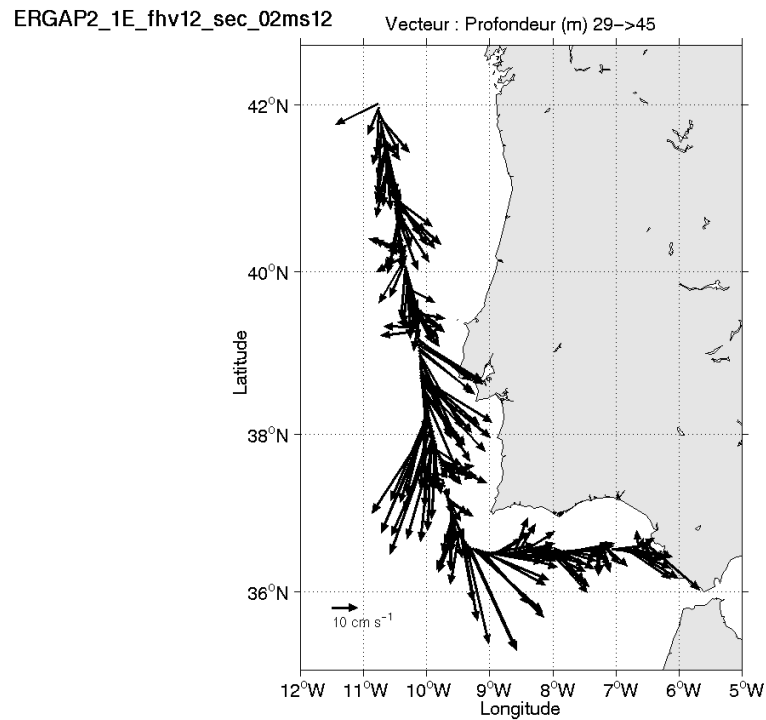 ERGAP2_1E_fhv12_sec_02ms12
Vecteur : Profondeur (m) 29->45
42°N
40°N
38°N
36°N
Latitude
10 cm s⁻¹
12°W 11°W 10°W 9°W 8°W 7°W 6°W 5°W
Longitude